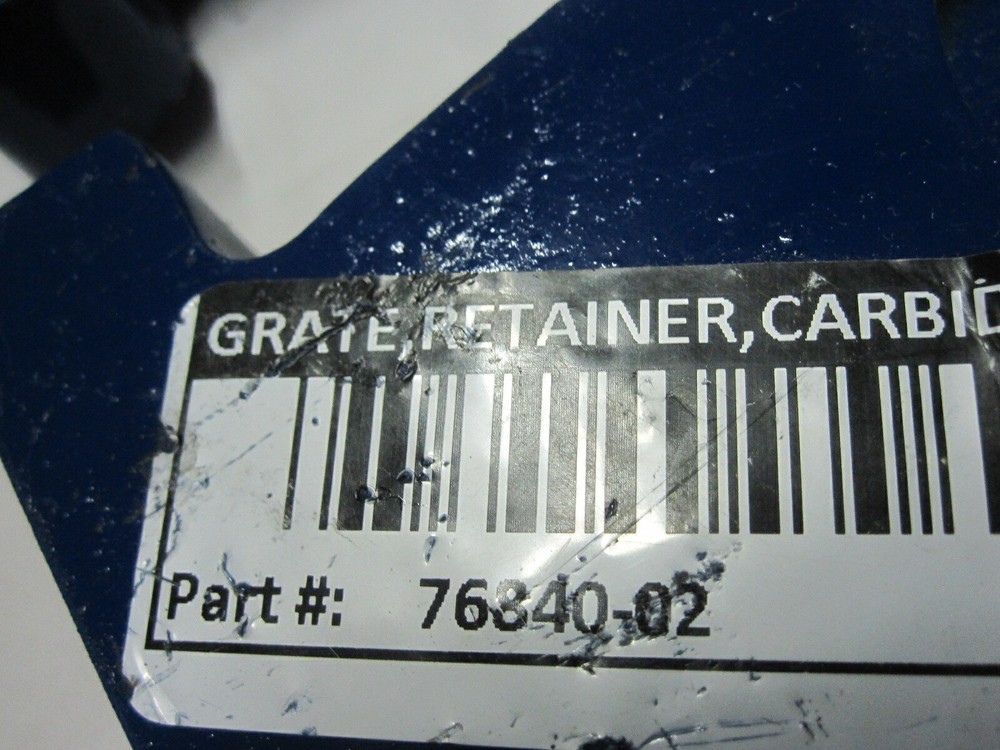 GRATE,RETAINER,CARBID
Part #: 76840-02